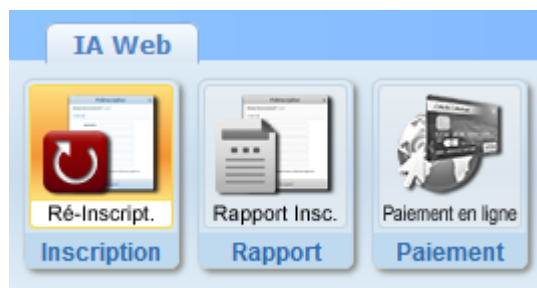 IA Web
Ré-Inscript.
Rapport Insc.
Paiement en ligne
Inscription
Rapport
Paiement